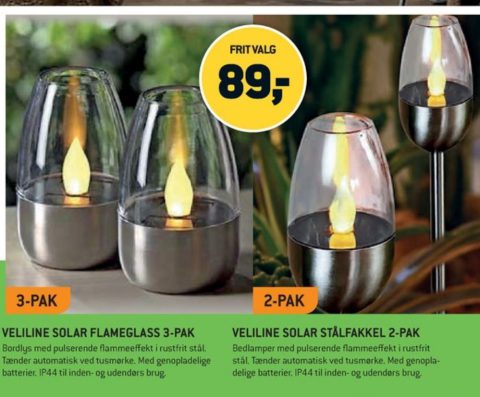 FRIT VALG
89,-
3-PAK
VELILINE SOLAR FLAMEGLASS 3-PAK
Bordlys med pulserende flammeeffekt i rustfrit stål.
Tænder automatisk ved tusmørke. Med genopladelige
batterier. IP44 til inden- og udendørs brug.
2-PAK
VELILINE SOLAR STÅLFAKKEL 2-PAK
Bedlamper med pulserende flammeeffekt i rustfrit
stål. Tænder automatisk ved tusmørke. Med genopla-
delige batterier. IP44 til inden- og udendørs brug.